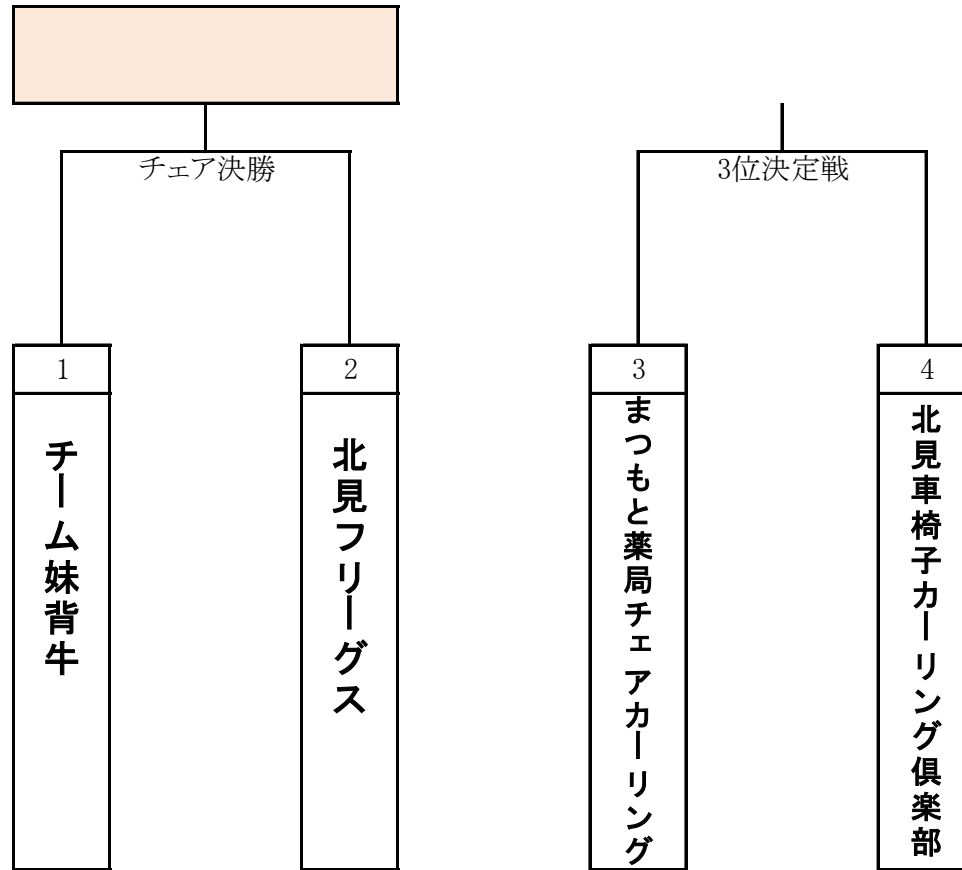 チェア決勝
3位決定戦
1
2
3
4
チーム妹背牛
北見フリーグス
まつもと薬局チェアカーリング
北見車椅子カーリング倶楽部